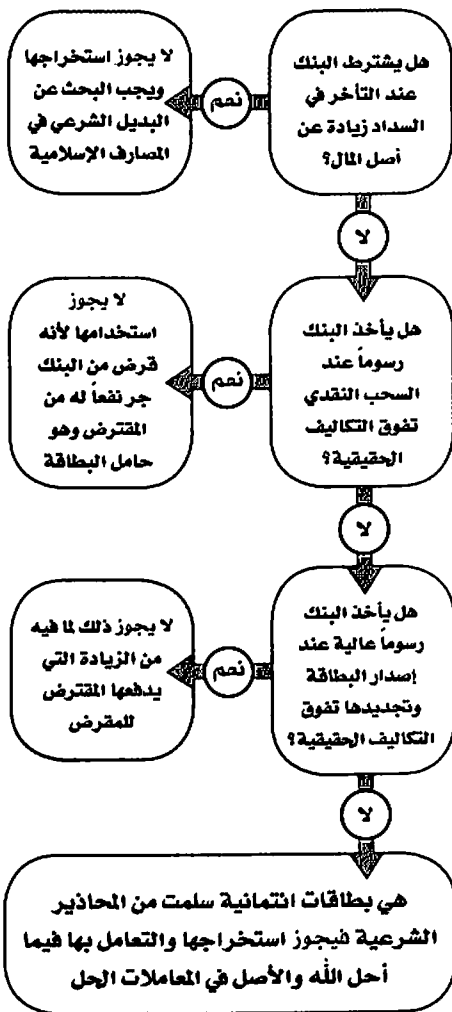 هل يشترط البنك
عند التأخر في
السداد زيادة عن
أصل المال؟
نعم
لا يجوز استخراجها
ويجب البحث عن
البديل الشرعي في
المصارف الإسلامية
لا
هل يأخذ البنك
رسوماً عند
السحب النقدي
تفوق التكاليف
الحقيقية؟
نعم
لا يجوز
استخدامها لأنه
قرض من البنك
جر نفعاً له من
المقترض وهو
حامل البطاقة
لا
هل يأخذ البنك
رسوماً عالية عند
إصدار البطاقة
وتجديدها تفوق
التكاليف الحقيقية؟
نعم
لا يجوز ذلك لما فيه
من الزيادة التي
يدفعها المقترض
للمقرض
لا
هي بطاقات ائتمانية سلمت من المحاذير
الشرعية فيجوز استخراجها والتعامل بها فيما
أحل الله والأصل في المعاملات الحل